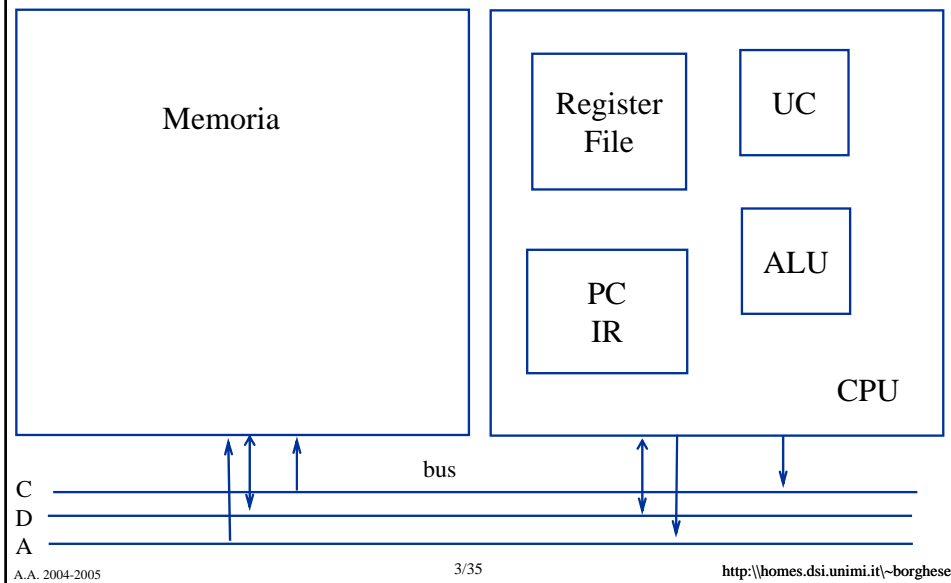 Memoria
Register
File
UC
ALU
PC
IR
CPU
bus
C
D
A
A.A. 2004-2005
3/35
http:\\homes.dsi.unimi.it\~borghese